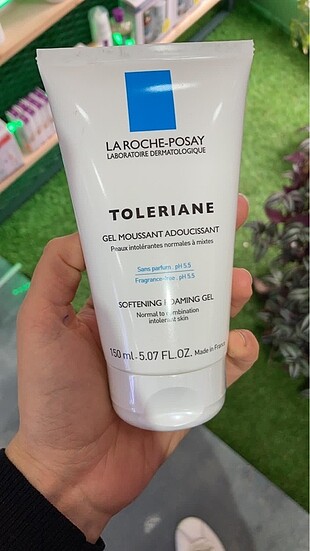 LA ROCHE-POSAY
LABORATOIRE DERMATOLOGIQUE
TOLERIANE
GEL MOUSSANT ADOUCISSANT
Peaux intolérantes normales à mixtes
Sans parfum . pH 5.5
Fragrance-free . pH 5.5
SOFTENING FOAMING GEL
Normal to combination
intolerant skin
150 ml - 5.07 FL.OZ. Made in France